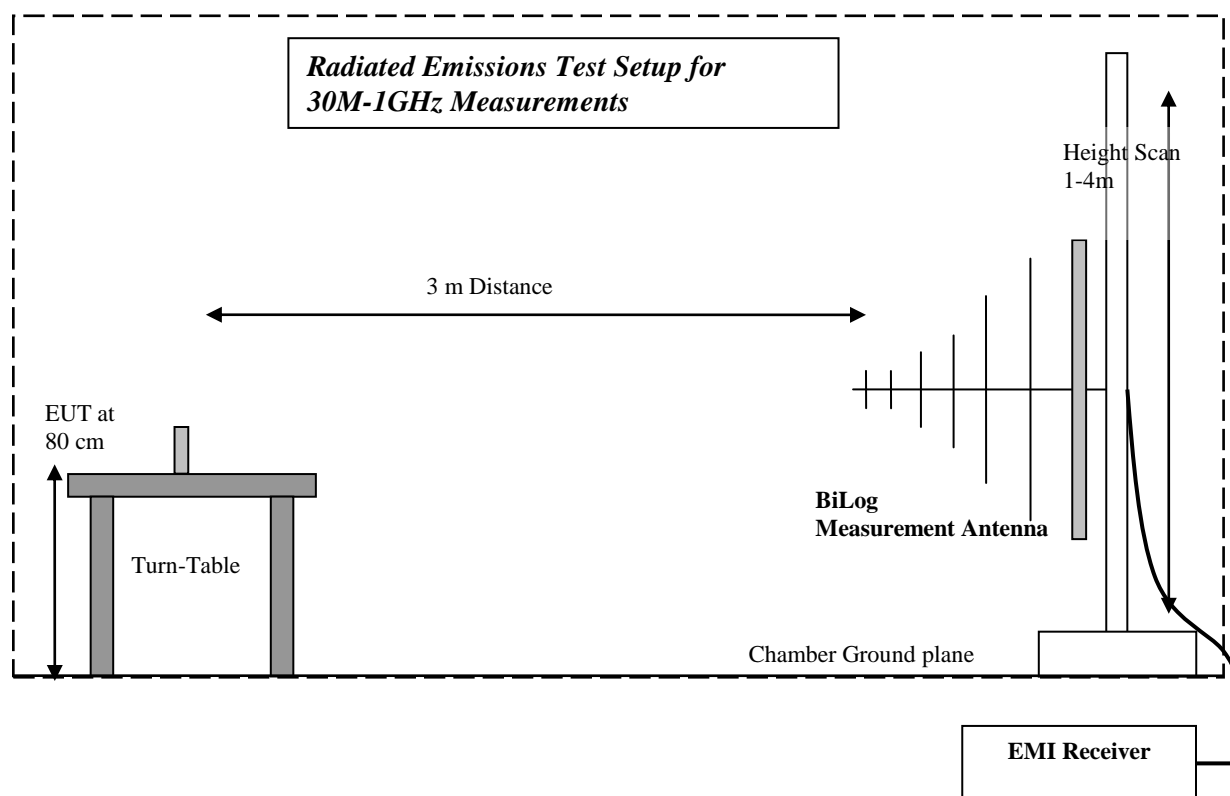 Radiated Emissions Test Setup for
30M-1GHz Measurements
Height Scan
1-4m
3 m Distance
EUT at
80 cm
BiLog
Measurement Antenna
Turn-Table
Chamber Ground plane
EMI Receiver